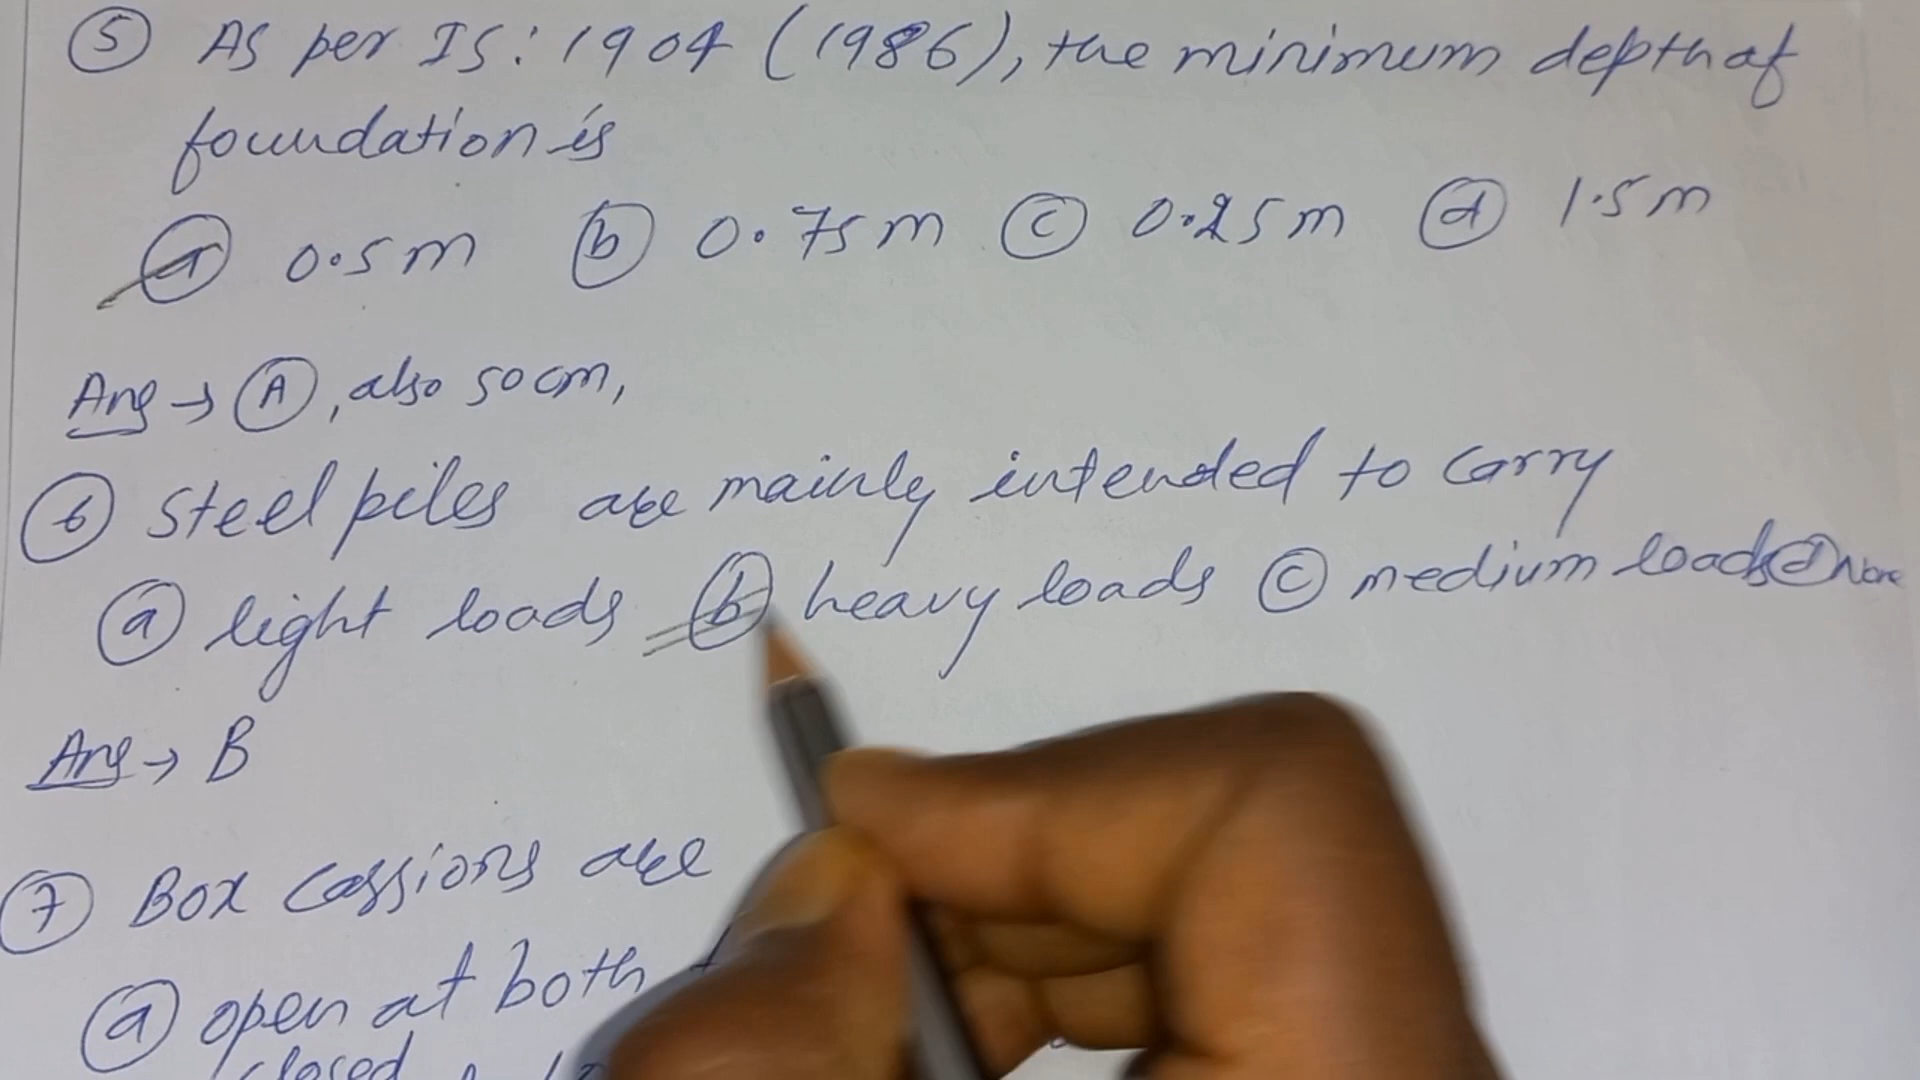 5 As per IS: 1904 (1986), the minimum depth of
foundation is
a 0.5m b 0.75m c 0.25m d 1.5m
Ans → A, also 50cm,
6 Steel piles are mainly intended to carry
a light loads b heavy loads c medium loads d None
Ans → B
7 Box Cassions are
a open at both
closed